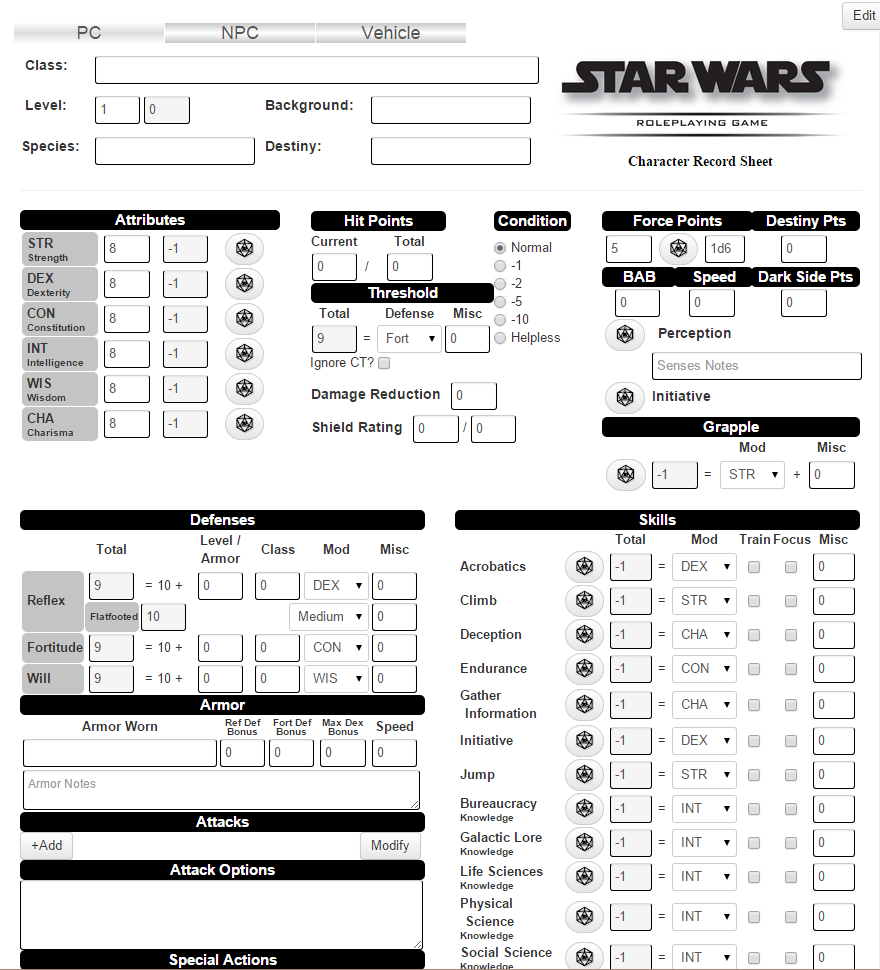 Edit
PC NPC Vehicle
Class:
STAR WARS
ROLEPLAYING GAME
Character Record Sheet
Level: 1 0 Background:
Species: Destiny:
Attributes
STR 8 -1
Strength
DEX 8 -1
Dexterity
CON 8 -1
Constitution
INT 8 -1
Intelligence
WIS 8 -1
Wisdom
CHA 8 -1
Charisma
Hit Points
Current Total
0 / 0
Threshold
Total Defense Misc
9 = Fort 0
Ignore CT?
Damage Reduction 0
Shield Rating 0 / 0
Condition
Normal
-1
-2
-5
-10
Helpless
Force Points Destiny Pts
5 1d6 0
BAB Speed Dark Side Pts
0 0 0
Perception
Senses Notes
Initiative
Grapple
Mod Misc
-1 = STR + 0
Defenses
Total Level / Armor Class Mod Misc
Reflex 9 = 10 + 0 0 DEX 0
Flatfooted 10 Medium 0
Fortitude 9 = 10 + 0 0 CON 0
Will 9 = 10 + 0 0 WIS 0
Armor
Armor Worn Ref Def Bonus Fort Def Bonus Max Dex Bonus Speed
0 0 0 0
Armor Notes
Attacks
+Add Modify
Attack Options
Special Actions
Skills
Total Mod Train Focus Misc
Acrobatics -1 = DEX 0
Climb -1 = STR 0
Deception -1 = CHA 0
Endurance -1 = CON 0
Gather
Information -1 = CHA 0
Initiative -1 = DEX 0
Jump -1 = STR 0
Bureaucracy -1 = INT 0
Knowledge
Galactic Lore -1 = INT 0
Knowledge
Life Sciences -1 = INT 0
Knowledge
Physical
Science -1 = INT 0
Knowledge
Social Science -1 = INT 0
Knowledge